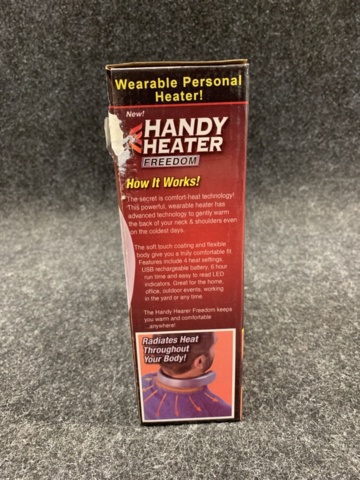 Wearable Personal
Heater!
New!
HANDY
HEATER
FREEDOM
How It Works!
The secret is comfort-heat technology!
This powerful, wearable heater has
advanced technology to gently warm
the back of your neck & shoulders even
on the coldest days.
The soft touch coating and flexible
body give you a truly comfortable fit
Features include 4 heat settings,
USB rechargeable battery, 6 hour
run time and easy to read LED
indicators. Great for the home,
office, outdoor events, working
in the yard or any time.
The Handy Hearer Freedom keeps
you warm and comfortable
anywhere!
Radiates Heat
Throughout
Your Body!